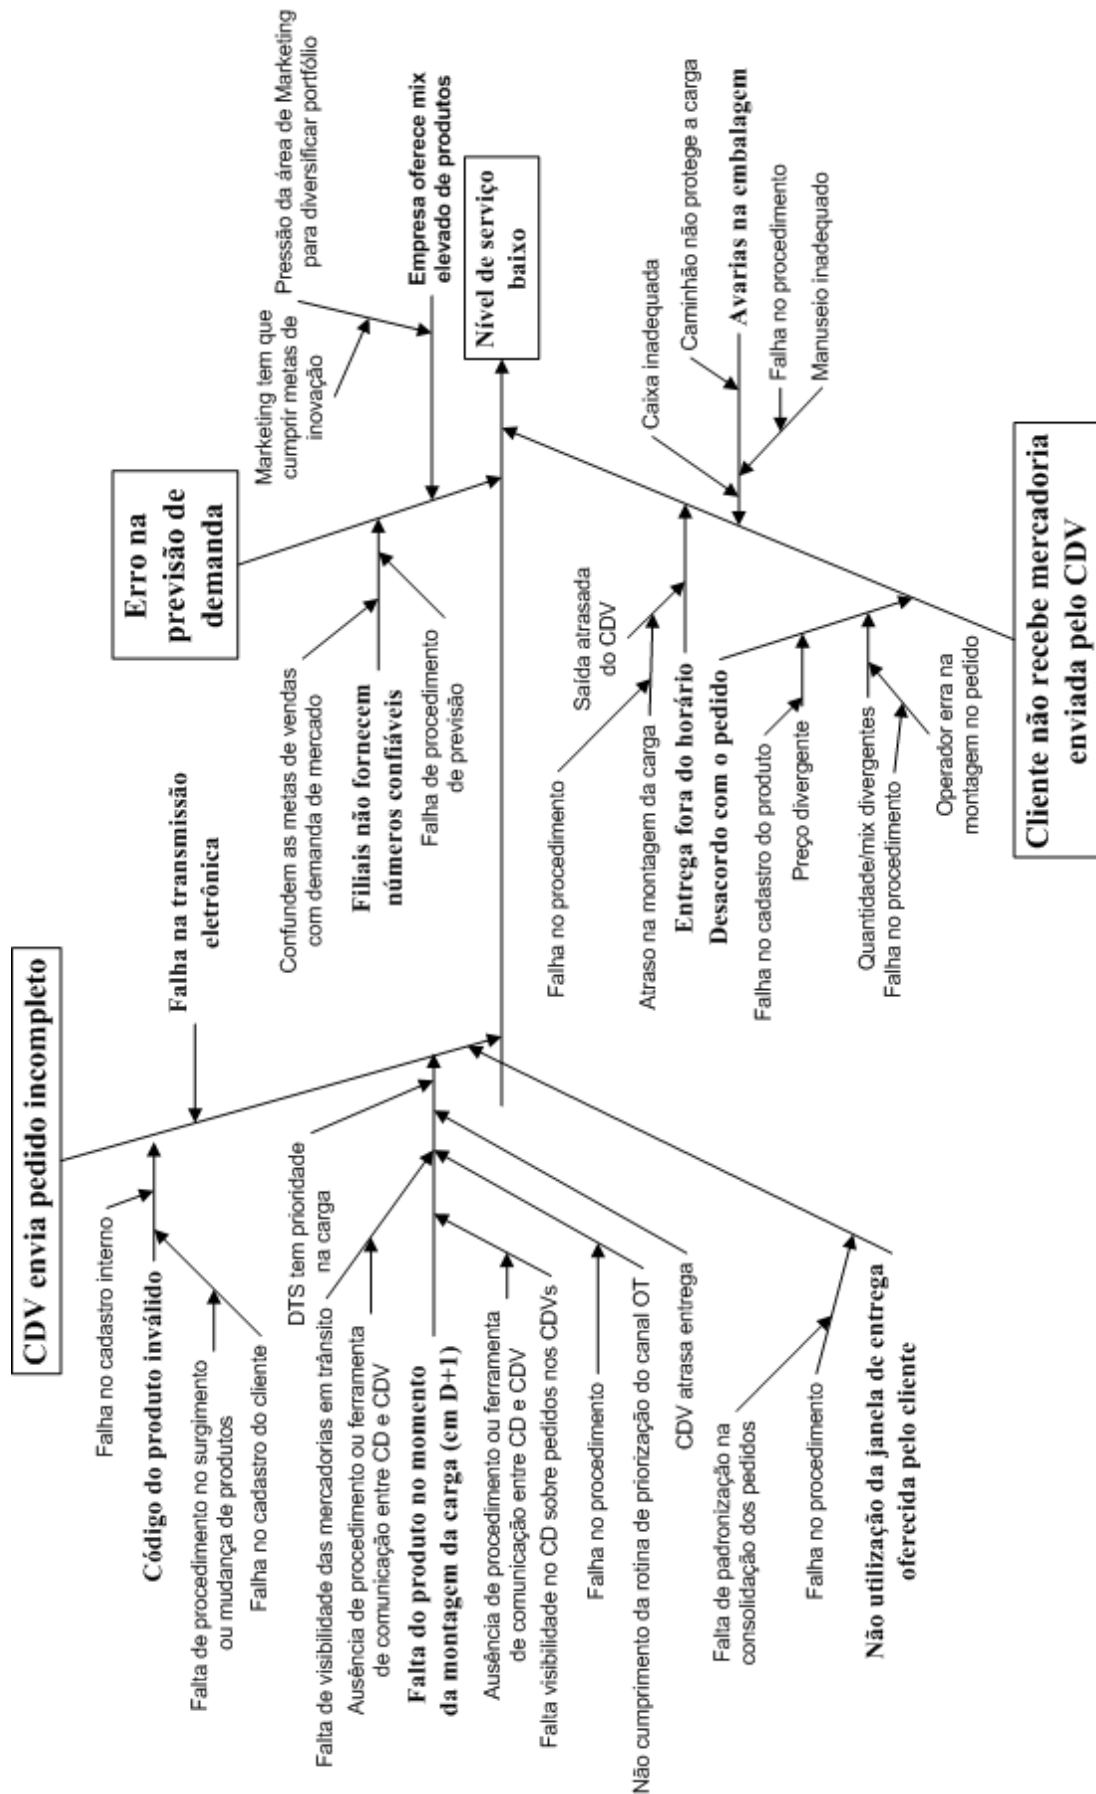 CDV envia pedido incompleto
Falha no cadastro interno
Código do produto inválido
Falta de procedimento no surgimento
ou mudança de produtos
Falha no cadastro do cliente
Falha na transmissão
eletrônica
DTS tem prioridade
na carga
Falta de visibilidade das mercadorias em trânsito
Ausência de procedimento ou ferramenta
de comunicação entre CD e CDV
Falta do produto no momento
da montagem da carga (em D+1)
Ausência de procedimento ou ferramenta
de comunicação entre CD e CDV
Falta visibilidade no CD sobre pedidos nos CDVs
Falha no procedimento
Não cumprimento da rotina de priorização do canal OT
CDV atrasa entrega
Falta de padronização na
consolidação dos pedidos
Falha no procedimento
Não utilização da janela de entrega
oferecida pelo cliente
Erro na
previsão de
demanda
Confundem as metas de vendas
com demanda de mercado
Filiais não fornecem
números confiáveis
Falha de procedimento
de previsão
Marketing tem que
cumprir metas de
inovação
Pressão da área de Marketing
para diversificar portfólio
Empresa oferece mix
elevado de produtos
Nível de serviço
baixo
Falha no procedimento
Saída atrasada
do CDV
Atraso na montagem da carga
Entrega fora do horário
Desacordo com o pedido
Falha no cadastro do produto
Preço divergente
Quantidade/mix divergentes
Falha no procedimento
Operador erra na
montagem no pedido
Caixa inadequada
Caminhão não protege a carga
Avarias na embalagem
Falha no procedimento
Manuseio inadequado
Cliente não recebe mercadoria
enviada pelo CDV